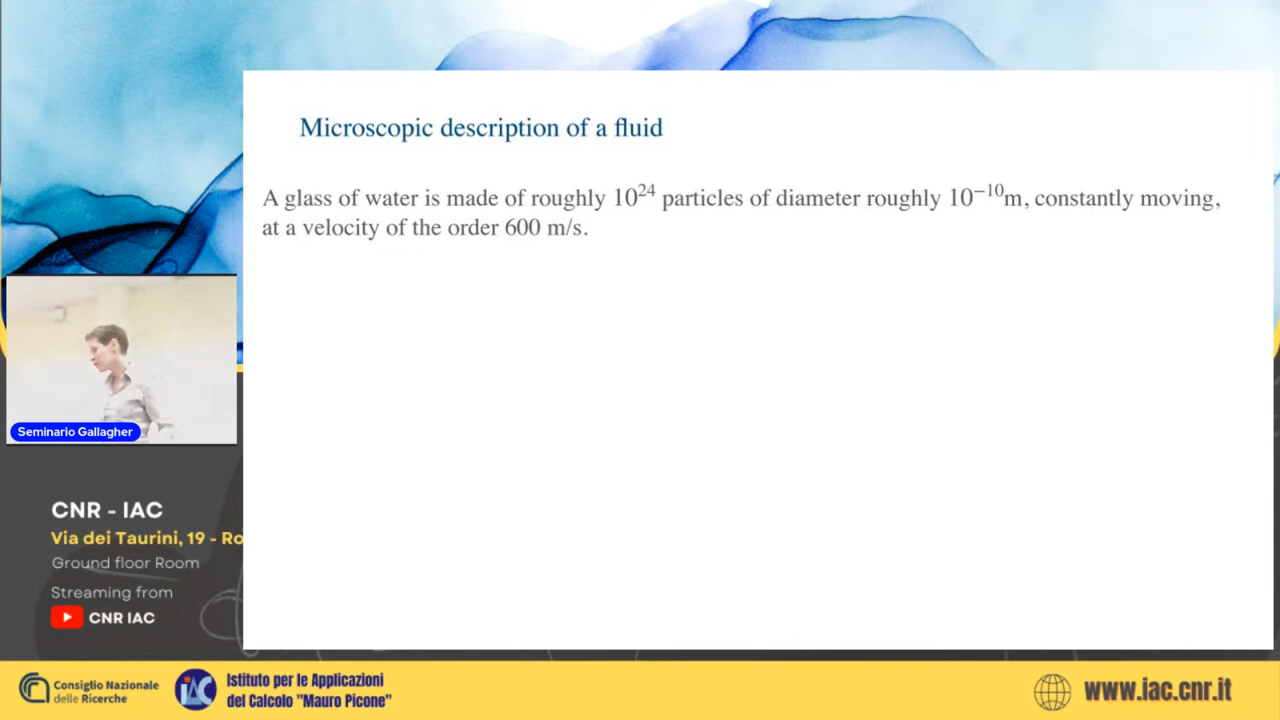 Microscopic description of a fluid
A glass of water is made of roughly 10²⁴ particles of diameter roughly 10⁻¹⁰m, constantly moving,
at a velocity of the order 600 m/s.
Seminario Gallagher
CNR - IAC
Via dei Taurini, 19 - Ro
Ground floor Room
Streaming from
CNR IAC
Consiglio Nazionale
delle Ricerche
IAC
Istituto per le Applicazioni
del Calcolo "Mauro Picone"
www.iac.cnr.it